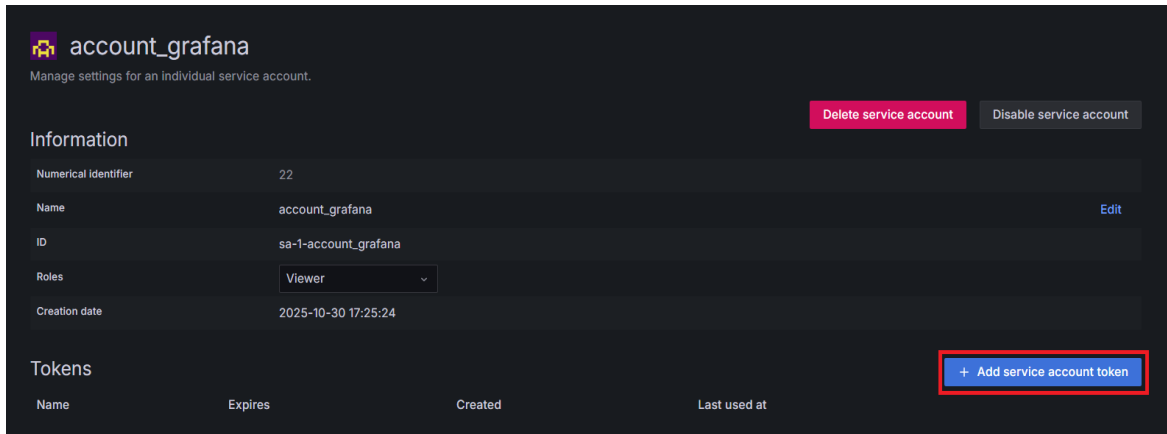 account_grafana
Manage settings for an individual service account.
Delete service account Disable service account
Information
Numerical identifier 22
Name account_grafana Edit
ID sa-1-account_grafana
Roles Viewer
Creation date 2025-10-30 17:25:24
Tokens
+ Add service account token
Name Expires Created Last used at